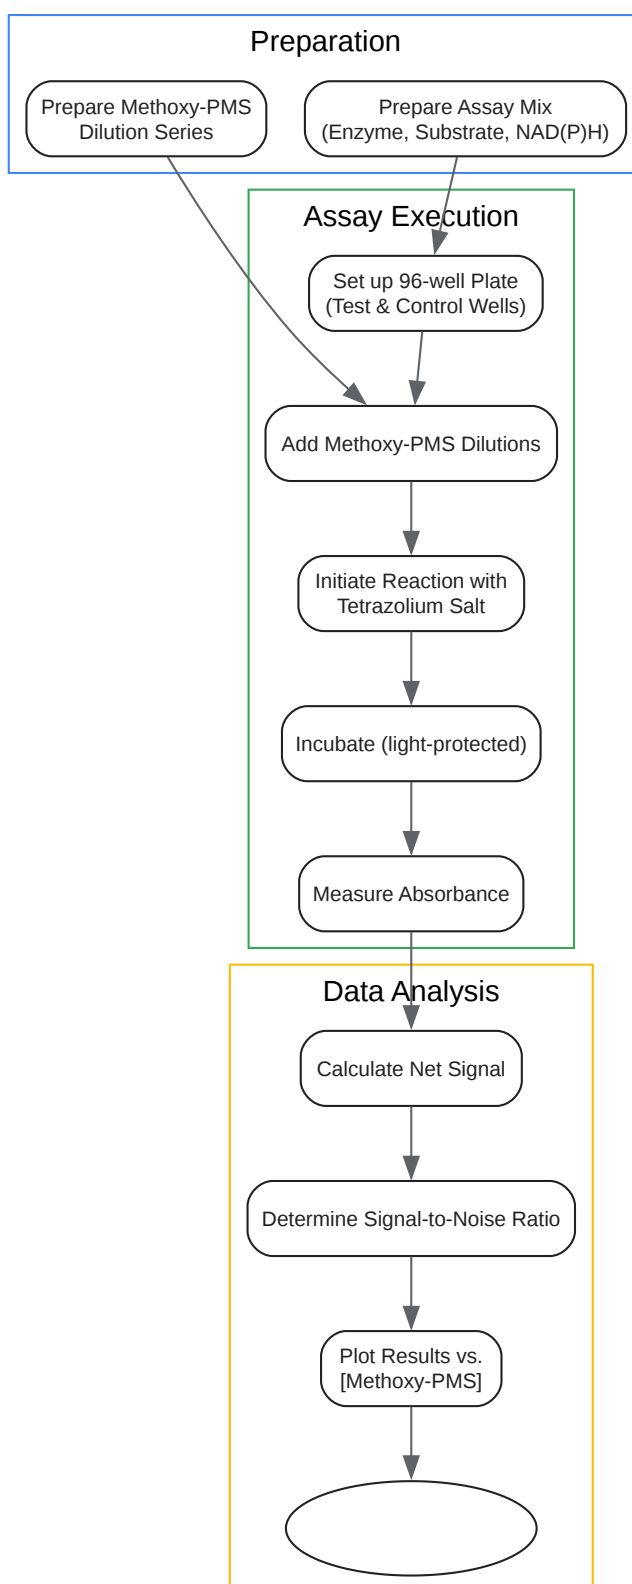 Preparation
Prepare Methoxy-PMS
Dilution Series
Prepare Assay Mix
(Enzyme, Substrate, NAD(P)H)
Assay Execution
Set up 96-well Plate
(Test & Control Wells)
Add Methoxy-PMS Dilutions
Initiate Reaction with
Tetrazolium Salt
Incubate (light-protected)
Measure Absorbance
Data Analysis
Calculate Net Signal
Determine Signal-to-Noise Ratio
Plot Results vs.
[Methoxy-PMS]